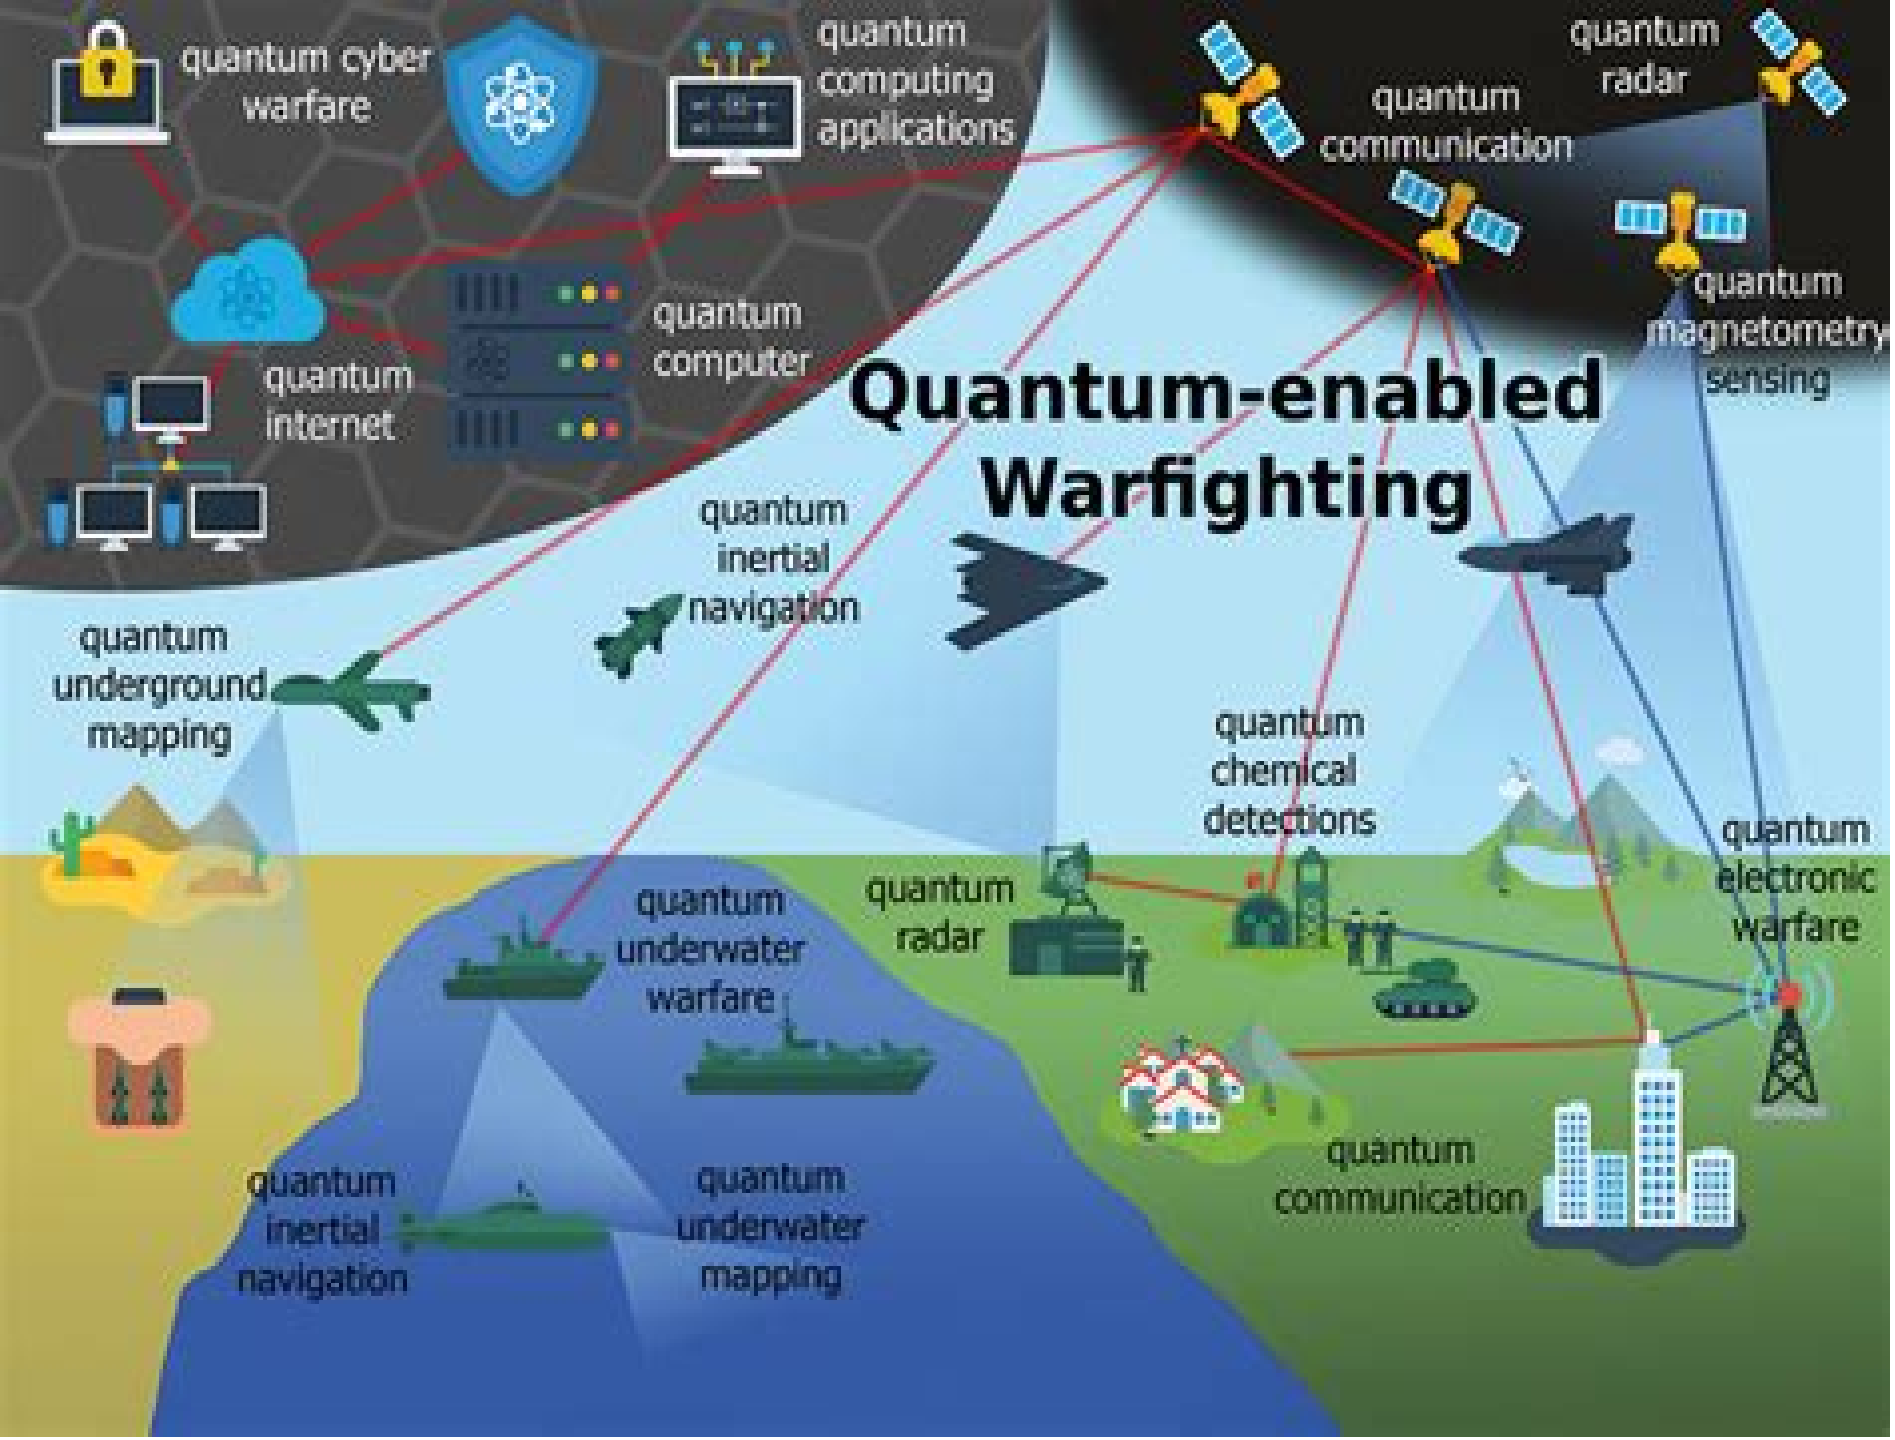 quantum cyber
warfare
quantum
computing
applications
quantum
radar
quantum
communication
quantum
internet
quantum
computer
quantum
magnetometry
sensing
Quantum-enabled
Warfighting
quantum
inertial
navigation
quantum
underground
mapping
quantum
chemical
detections
quantum
electronic
warfare
quantum
radar
quantum
underwater
warfare
quantum
communication
quantum
inertial
navigation
quantum
underwater
mapping